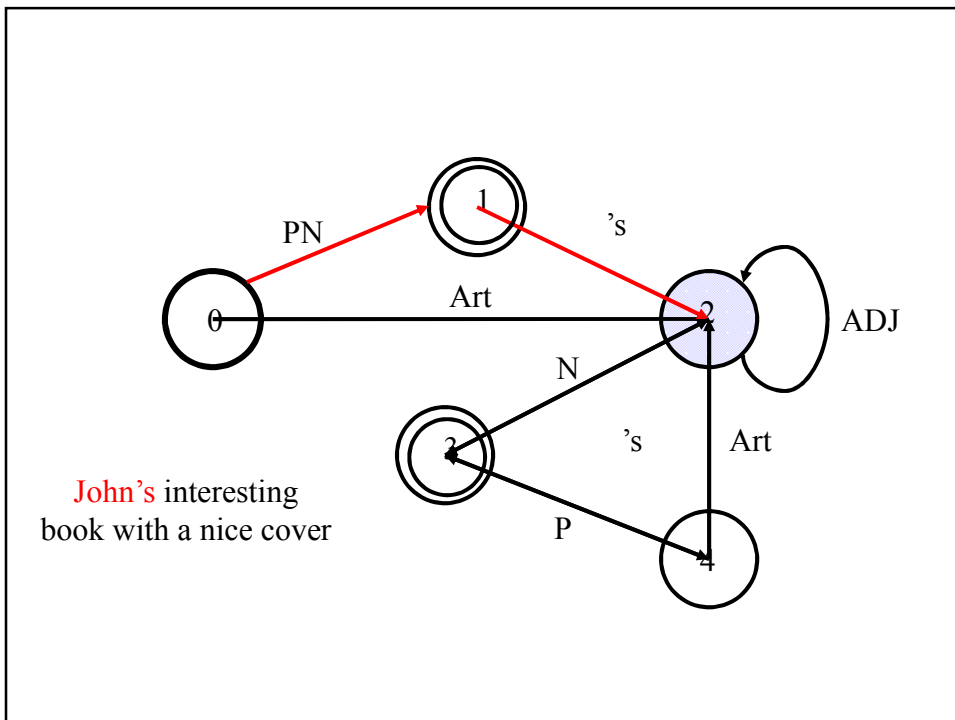 1
PN
's
0
Art
2
ADJ
N
3
's
Art
John's interesting
book with a nice cover
P
4